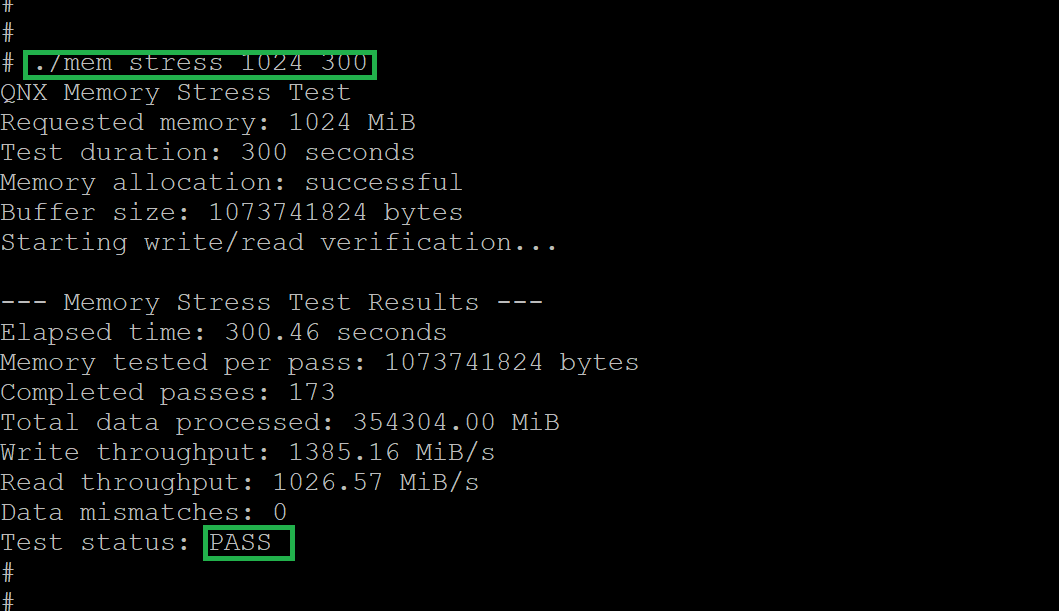 #
#
# ./mem stress 1024 300
QNX Memory Stress Test
Requested memory: 1024 MiB
Test duration: 300 seconds
Memory allocation: successful
Buffer size: 1073741824 bytes
Starting write/read verification...
--- Memory Stress Test Results ---
Elapsed time: 300.46 seconds
Memory tested per pass: 1073741824 bytes
Completed passes: 173
Total data processed: 354304.00 MiB
Write throughput: 1385.16 MiB/s
Read throughput: 1026.57 MiB/s
Data mismatches: 0
Test status: PASS
#
#